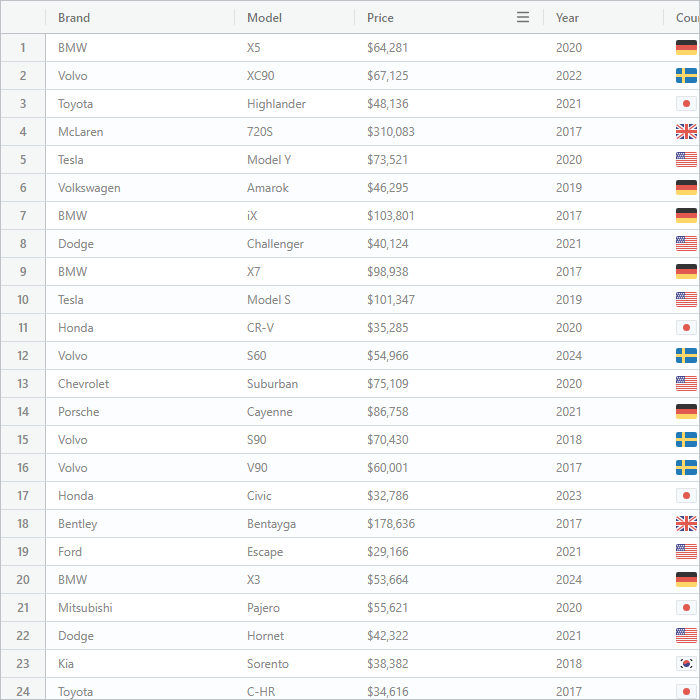 Brand Model Price Year Cou
1 BMW X5 $64,281 2020
2 Volvo XC90 $67,125 2022
3 Toyota Highlander $48,136 2021
4 McLaren 720S $310,083 2017
5 Tesla Model Y $73,521 2020
6 Volkswagen Amarok $46,295 2019
7 BMW iX $103,801 2017
8 Dodge Challenger $40,124 2021
9 BMW X7 $98,938 2017
10 Tesla Model S $101,347 2019
11 Honda CR-V $35,285 2020
12 Volvo S60 $54,966 2024
13 Chevrolet Suburban $75,109 2020
14 Porsche Cayenne $86,758 2021
15 Volvo S90 $70,430 2018
16 Volvo V90 $60,001 2017
17 Honda Civic $32,786 2023
18 Bentley Bentayga $178,636 2017
19 Ford Escape $29,166 2021
20 BMW X3 $53,664 2024
21 Mitsubishi Pajero $55,621 2020
22 Dodge Hornet $42,322 2021
23 Kia Sorento $38,382 2018
24 Toyota C-HR $34,616 2017